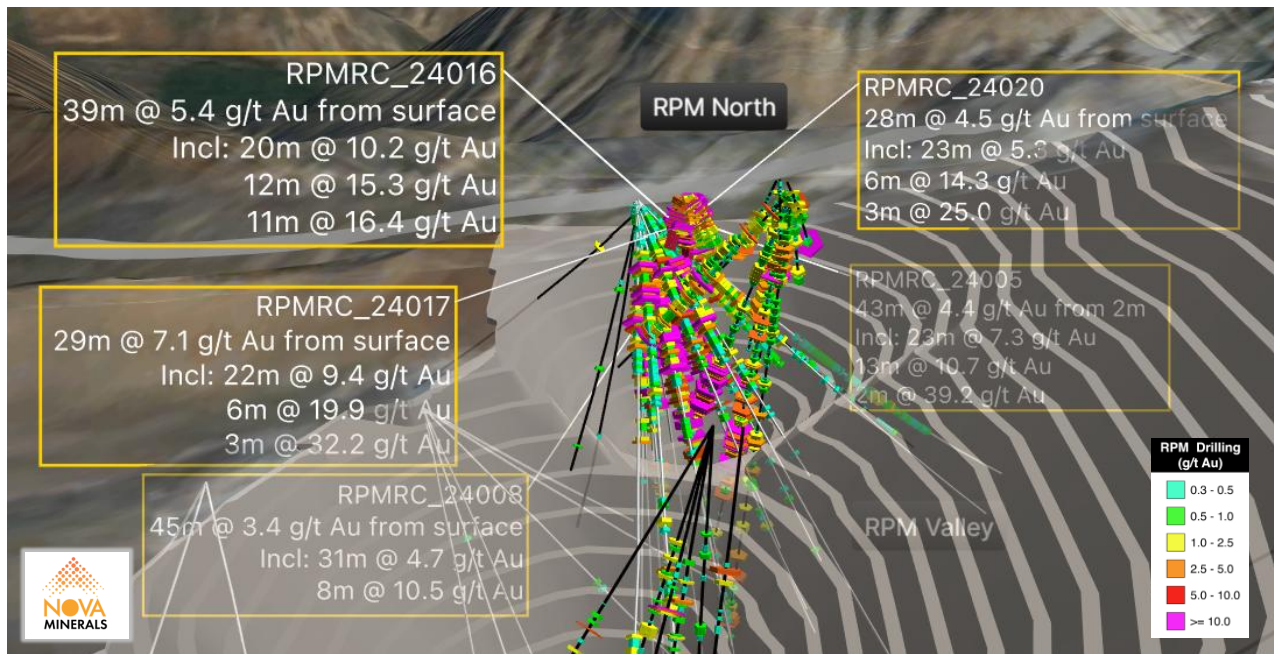 RPMRC_24016
39m @ 5.4 g/t Au from surface
Incl: 20m @ 10.2 g/t Au
12m @ 15.3 g/t Au
11m @ 16.4 g/t Au
RPM North
RPMRC_24020
28m @ 4.5 g/t Au from surface
Incl: 23m @ 5.3 g/t Au
6m @ 14.3 g/t Au
3m @ 25.0 g/t Au
RPMRC_24017
29m @ 7.1 g/t Au from surface
Incl: 22m @ 9.4 g/t Au
6m @ 19.9 g/t Au
3m @ 32.2 g/t Au
RPMRC_24005
43m @ 4.4 g/t Au from 2m
Incl: 23m @ 7.3 g/t Au
13m @ 10.7 g/t Au
2m @ 39.2 g/t Au
RPMRC_24008
45m @ 3.4 g/t Au from surface
Incl: 31m @ 4.7 g/t Au
8m @ 10.5 g/t Au
RPM Valley
RPM Drilling
(g/t Au)
0.3 - 0.5
0.5 - 1.0
1.0 - 2.5
2.5 - 5.0
5.0 - 10.0
>= 10.0
NOVA
MINERALS